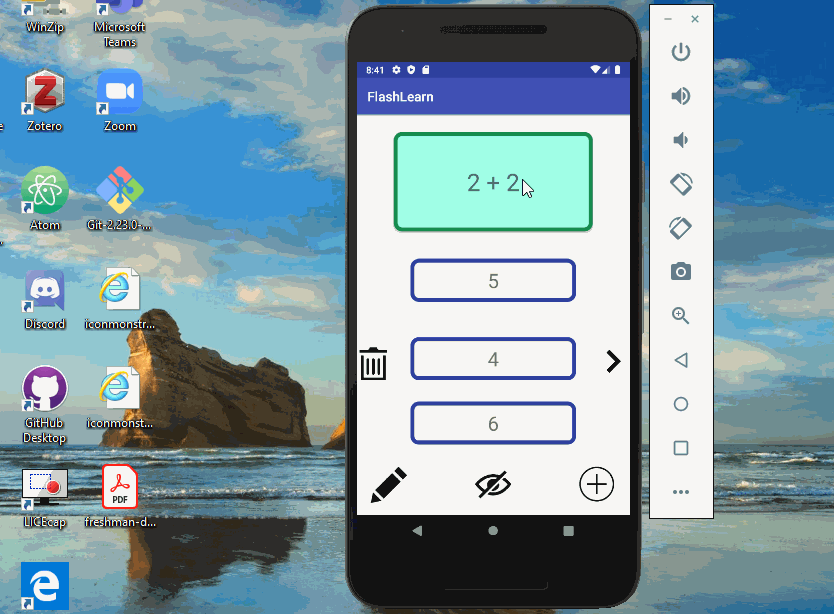 WinZip
Microsoft
Teams
Zotero
Zoom
Atom
Git-2.23.0-...
Discord
iconmonstr...
GitHub
Desktop
iconmonst...
LICEcap
PDF
freshman-d...
8:41
FlashLearn
2 + 2
5
4
6